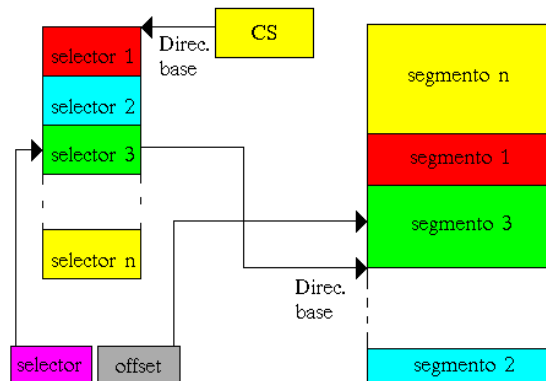 CS
Direc.
base
selector 1
selector 2
selector 3
selector n
segmento n
segmento 1
segmento 3
Direc.
base
segmento 2
selector
offset